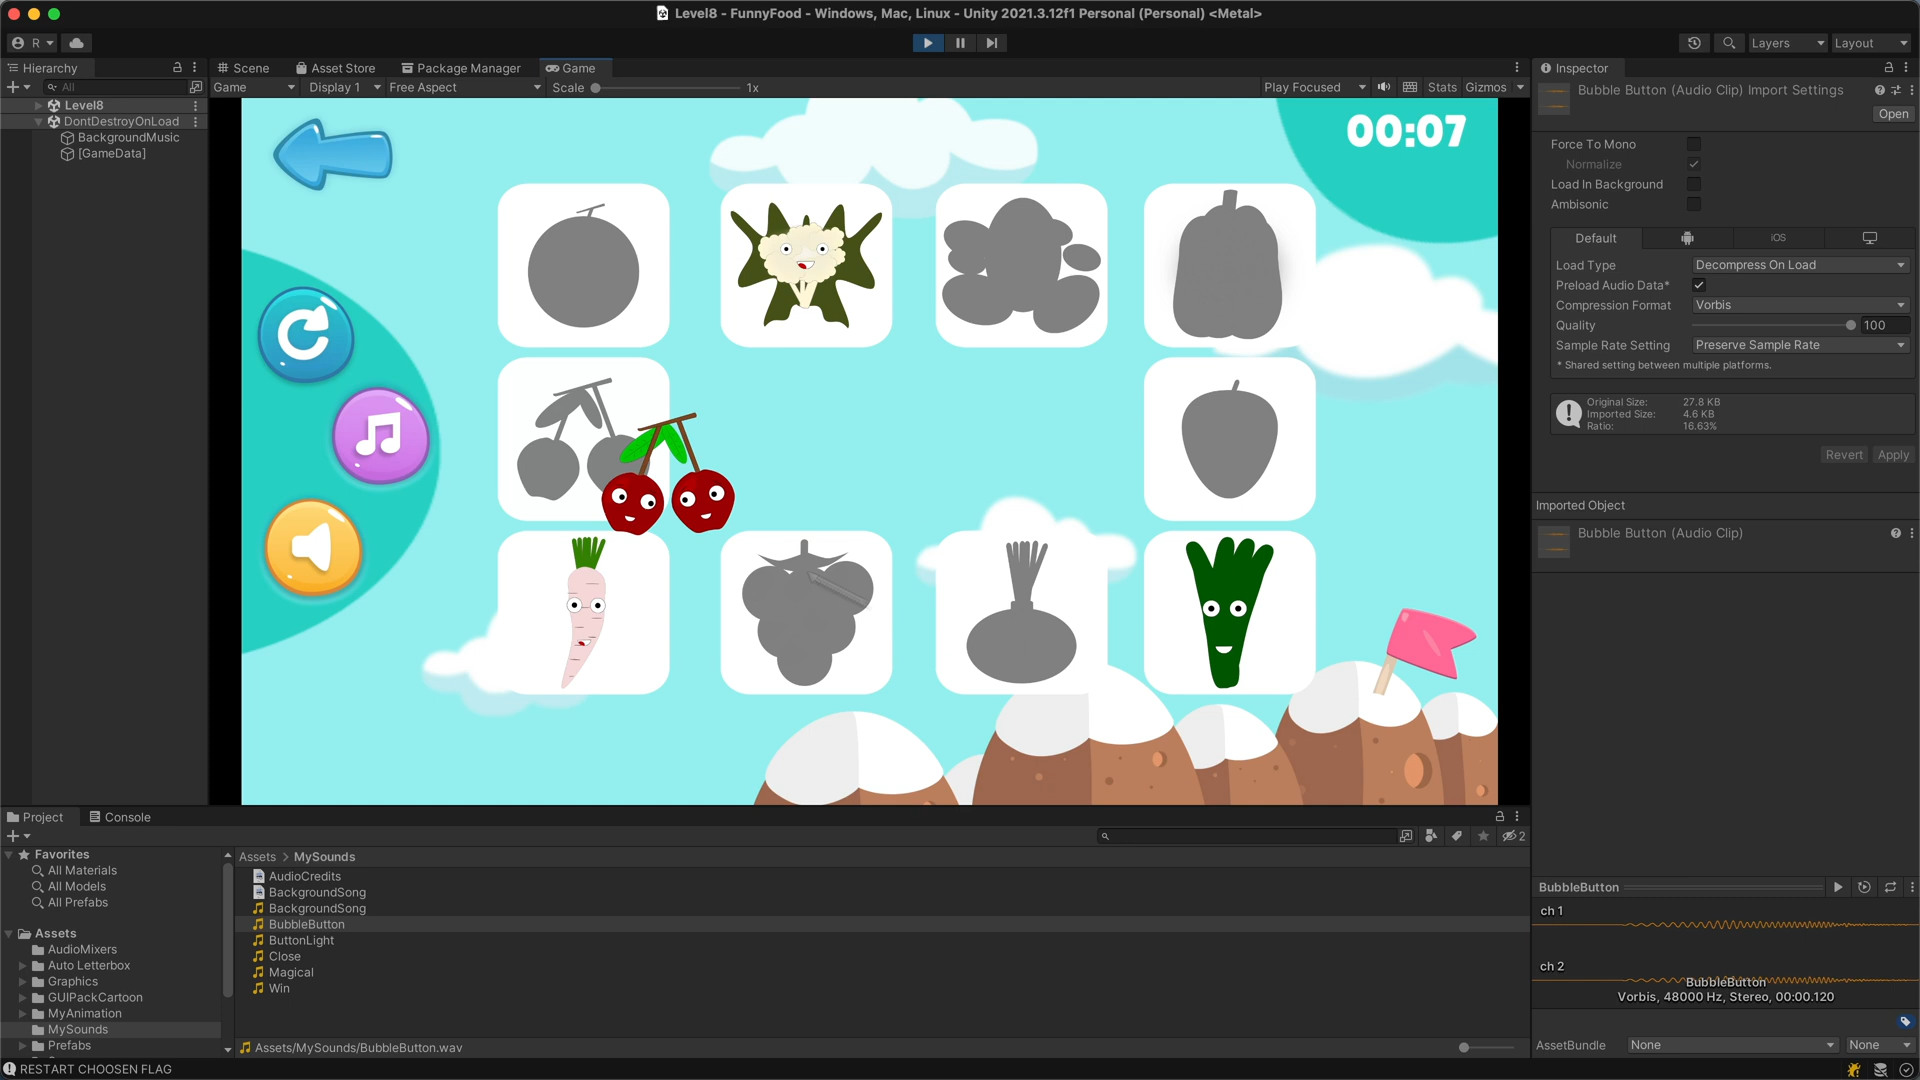 Level8 - FunnyFood - Windows, Mac, Linux - Unity 2021.3.12f1 Personal (Personal) <Metal>
R
Layers
Layout
Hierarchy
All
Level8
DontDestroyOnLoad
BackgroundMusic
[GameData]
Scene
Asset Store
Package Manager
Game
Game
Display 1
Free Aspect
Scale
1x
Play Focused
Stats
Gizmos
00:07
Inspector
Bubble Button (Audio Clip) Import Settings
Open
Force To Mono
Normalize
Load In Background
Ambisonic
Default
iOS
Load Type
Decompress On Load
Preload Audio Data*
Compression Format
Vorbis
Quality
100
Sample Rate Setting
Preserve Sample Rate
* Shared setting between multiple platforms.
Original Size:
27.8 KB
Imported Size:
4.6 KB
Ratio:
16.63%
Revert
Apply
Imported Object
Bubble Button (Audio Clip)
BubbleButton
ch 1
ch 2
BubbleButton
Vorbis, 48000 Hz, Stereo, 00:00.120
AssetBundle
None
None
Project
Console
2
Favorites
All Materials
All Models
All Prefabs
Assets
AudioMixers
Auto Letterbox
Graphics
GUIPackCartoon
MyAnimation
MySounds
Prefabs
Assets > MySounds
AudioCredits
BackgroundSong
BackgroundSong
BubbleButton
ButtonLight
Close
Magical
Win
Assets/MySounds/BubbleButton.wav
RESTART CHOOSEN FLAG